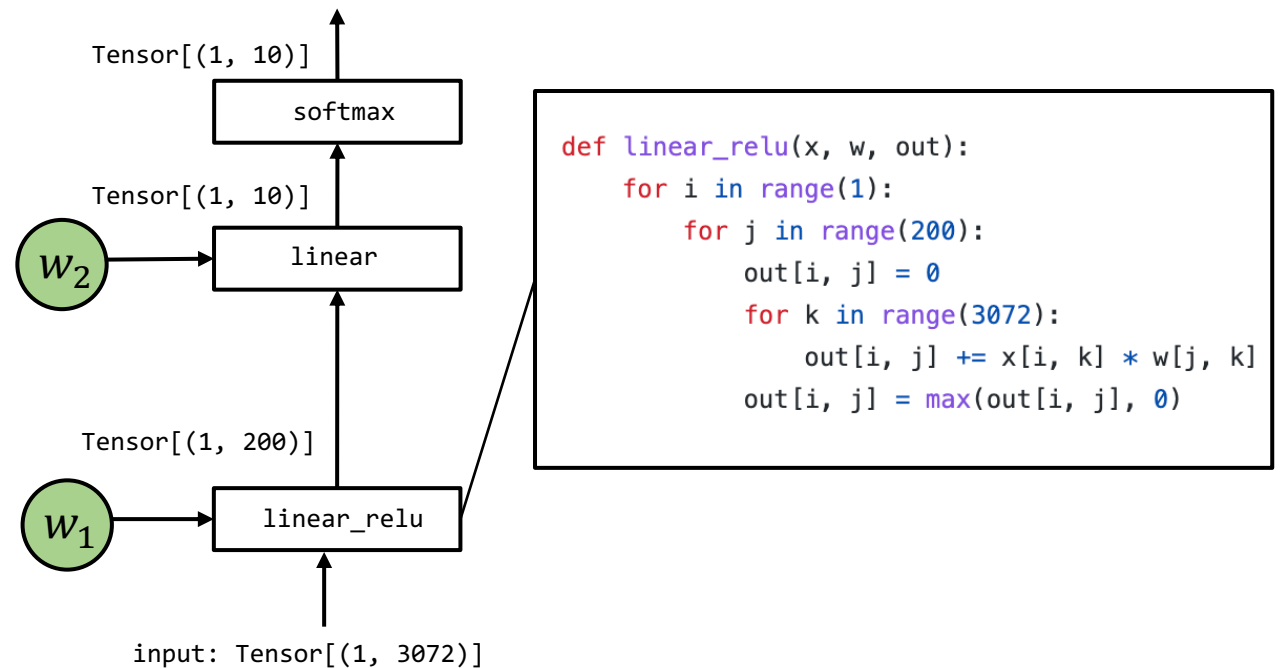 Tensor[(1, 10)]
softmax
Tensor[(1, 10)]
w₂
linear
Tensor[(1, 200)]
w₁
linear_relu
input: Tensor[(1, 3072)]
def linear_relu(x, w, out):
    for i in range(1):
        for j in range(200):
            out[i, j] = 0
            for k in range(3072):
                out[i, j] += x[i, k] * w[j, k]
            out[i, j] = max(out[i, j], 0)